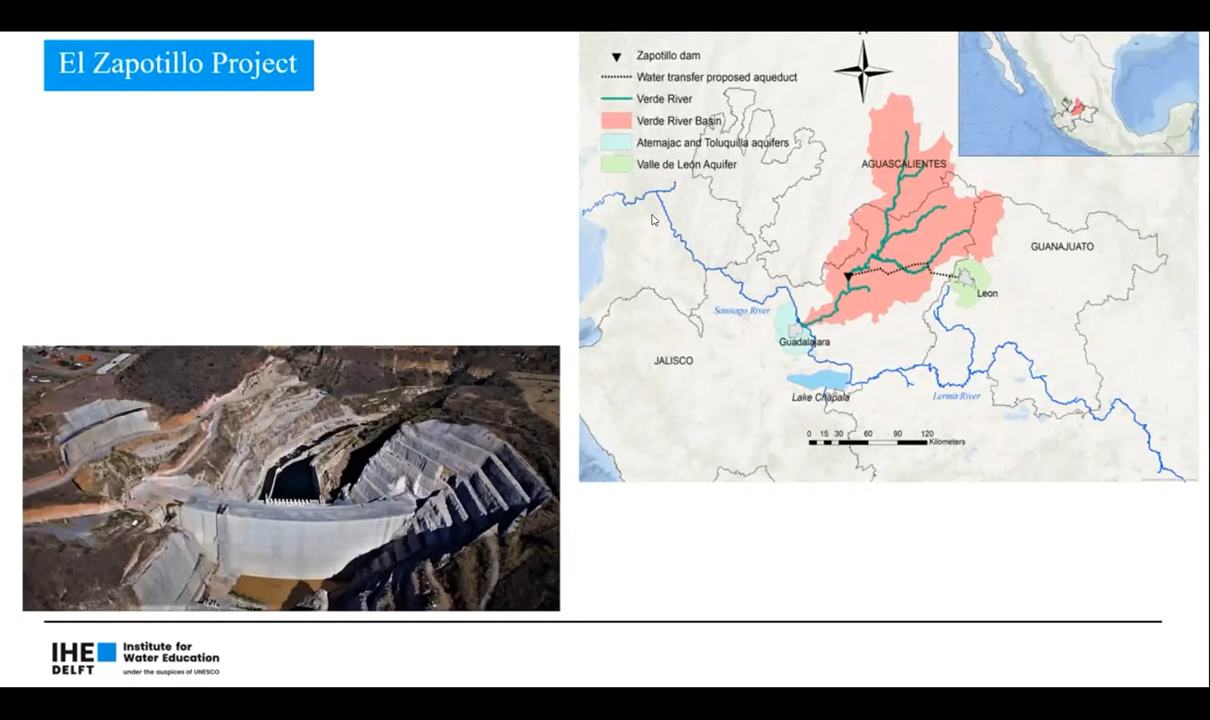 El Zapotillo Project
N
Zapotillo dam
Water transfer proposed aqueduct
Verde River
Verde River Basin
Atemajac and Toluquilla aquifers
Valle de León Aquifer
AGUASCALIENTES
GUANAJUATO
Leon
Santiago River
Guadalajara
JALISCO
Lake Chapala
Lerma River
0 15 30 60 90 120
Kilometers
IHE
DELFT
Institute for
Water Education
under the auspices of UNESCO